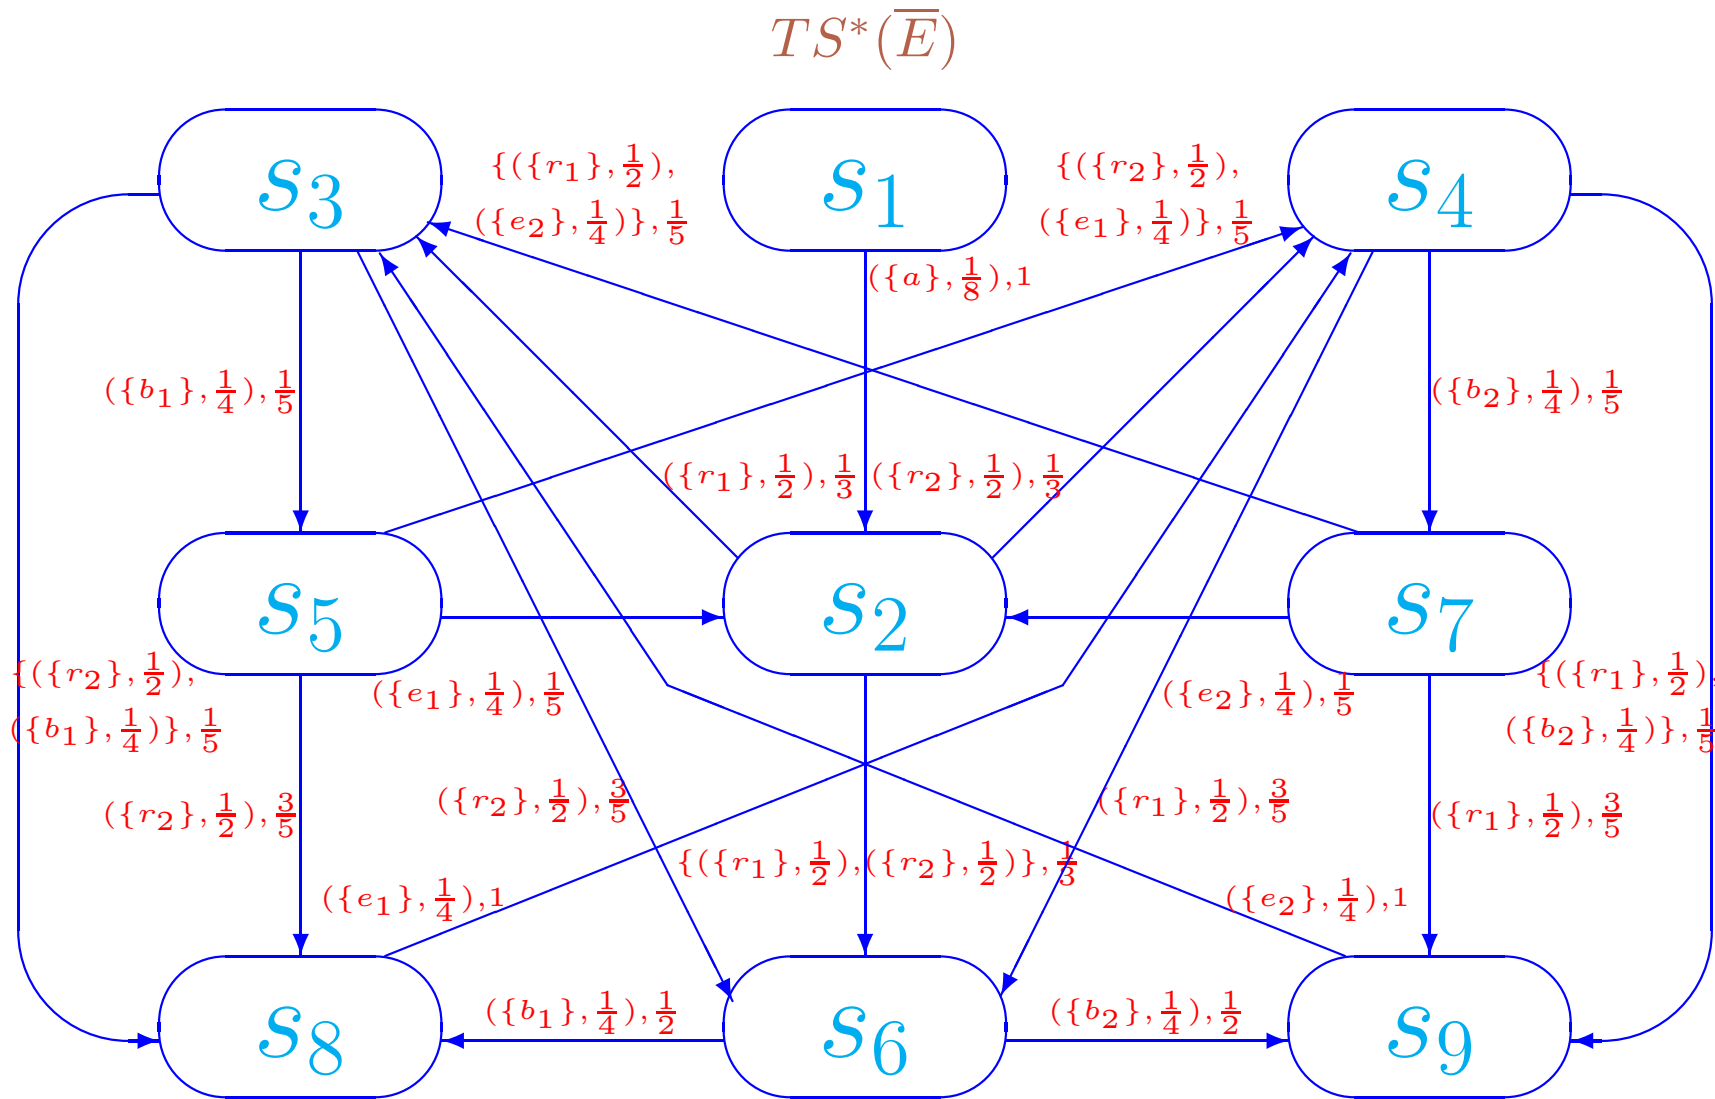 TS*(E̅)
s₃
s₁
s₄
{({r₁},1/2),
({e₂},1/4)},1/5
{({r₂},1/2),
({e₁},1/4)},1/5
({a},1/8),1
({b₁},1/4),1/5
({b₂},1/4),1/5
({r₁},1/2),1/3
({r₂},1/2),1/3
s₅
s₂
s₇
{({r₂},1/2),
({b₁},1/4)},1/5
({e₁},1/4),1/5
({e₂},1/4),1/5
{({r₁},1/2),
({b₂},1/4)},1/5
({r₂},1/2),3/5
({r₂},1/2),3/5
({r₁},1/2),3/5
({r₁},1/2),3/5
{({r₁},1/2),({r₂},1/2)},1/3
({e₁},1/4),1
({e₂},1/4),1
({b₁},1/4),1/2
({b₂},1/4),1/2
s₈
s₆
s₉